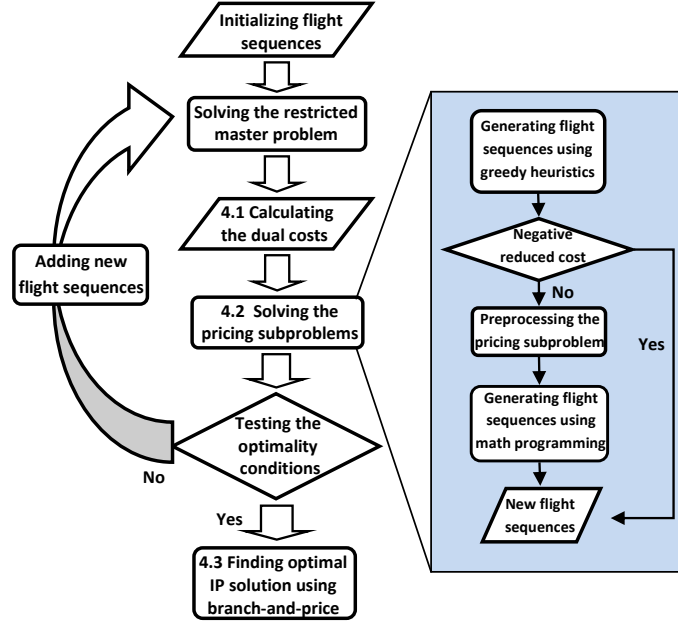 Initializing flight
sequences
Solving the restricted
master problem
4.1 Calculating
the dual costs
Adding new
flight sequences
4.2 Solving the
pricing subproblems
Testing the
optimality
conditions
No
Yes
4.3 Finding optimal
IP solution using
branch-and-price
Generating flight
sequences using
greedy heuristics
Negative
reduced cost
No
Yes
Preprocessing the
pricing subproblem
Generating flight
sequences using
math programming
New flight
sequences